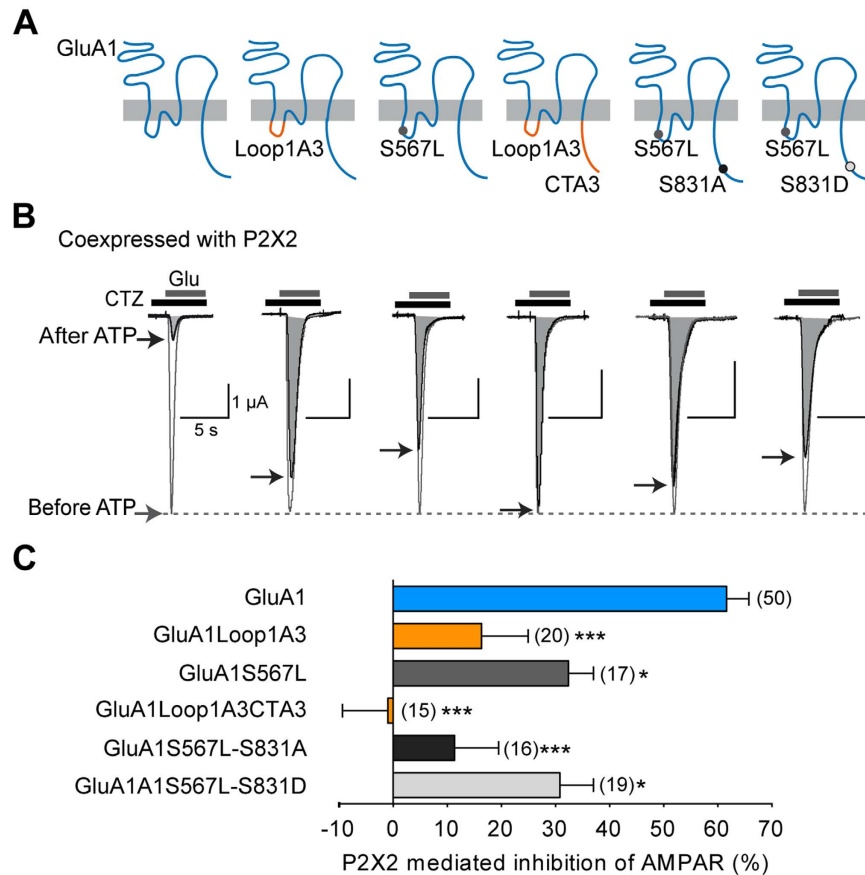 A
GluA1
Loop1A3
S567L
Loop1A3
S567L
S567L
CTA3
S831A
S831D
B
Coexpressed with P2X2
Glu
CTZ
After ATP
1 µA
5 s
Before ATP
C
GluA1
(50)
GluA1Loop1A3
(20) ***
GluA1S567L
(17) *
GluA1Loop1A3CTA3
(15) ***
GluA1S567L-S831A
(16)***
GluA1A1S567L-S831D
(19)*
-10 0 10 20 30 40 50 60 70
P2X2 mediated inhibition of AMPAR (%)